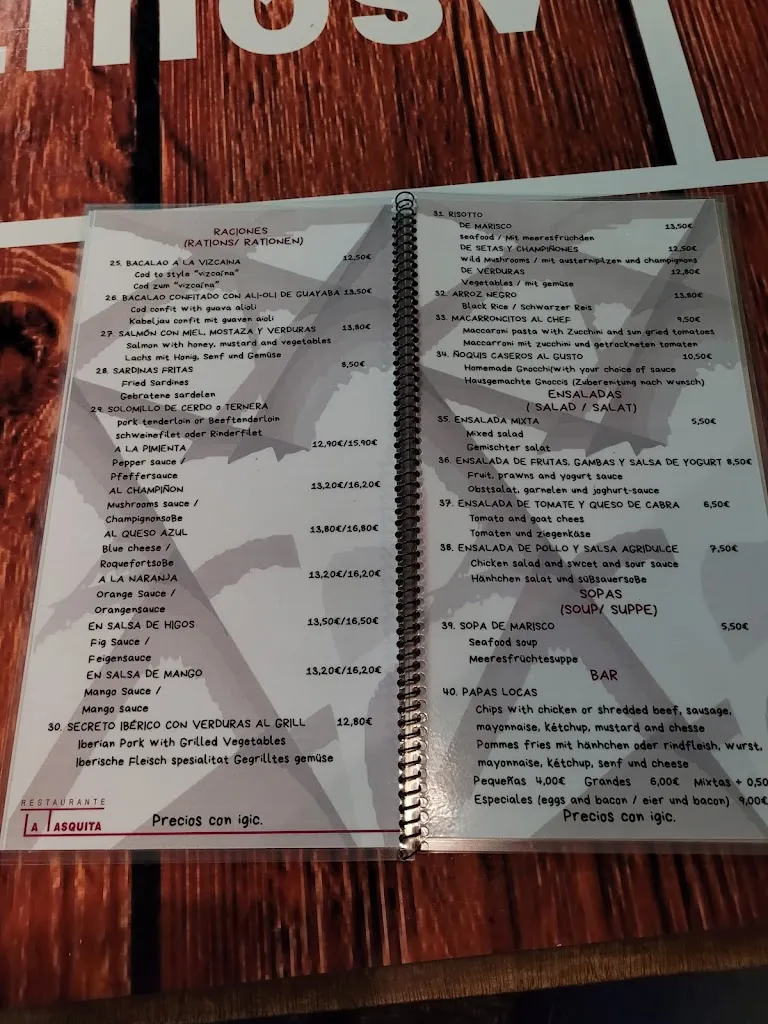 RACIONES
(RATIONS/ RATIONEN)
25. BACALAO A LA VIZCAINA 12,50€
Cod to style "vizcaína"
Cod zum "vizcaína"
26. BACALAO CONFITADO CON ALI-OLI DE GUAYABA 13,50€
Cod confit with guava alioli
Kabeljau confit mit guaven aioli
27. SALMÓN CON MIEL, MOSTAZA Y VERDURAS 13,80€
Salmon with honey, mustard and vegetables
Lachs mit Honig, Senf und Gemüse
28. SARDINAS FRITAS 8,50€
Fried Sardines
Gebratene sardelen
29. SOLOMILLO DE CERDO o TERNERA
pork tenderloin or Beeftenderloin
schweinefilet oder Rinderfilet
A LA PIMIENTA 12,90€/15,90€
Pepper sauce /
Pfeffersauce
AL CHAMPIÑON 13,20€/16,20€
Mushrooms sauce /
ChampignonsoBe
AL QUESO AZUL 13,80€/16,80€
Blue cheese /
RoquefortsoBe
A LA NARANJA 13,20€/16,20€
Orange Sauce /
Orangensauce
EN SALSA DE HIGOS 13,50€/16,50€
Fig Sauce /
Feigensauce
EN SALSA DE MANGO 13,20€/16,20€
Mango Sauce /
Mango sauce
30. SECRETO IBÉRICO CON VERDURAS AL GRILL 12,80€
Iberian Pork With Grilled Vegetables
Iberische Fleisch spesialitat Gegrilltes gemüse
RESTAURANTE
LA TASQUITA
Precios con igic.
31. RISOTTO
DE MARISCO 13,50€
seafood / Mit meeresfrüchden
DE SETAS Y CHAMPIÑONES 12,50€
Wild Mushrooms / mit austernipilzen und champignons
DE VERDURAS 12,80€
Vegetables / mit gemüse
32. ARROZ NEGRO 13,80€
Black Rice / Schwarzer Reis
33. MACARRONCITOS AL CHEF 9,50€
Maccaroni pasta with Zucchini and sun gried tomatoes
Maccarroni mit zucchini und getrockneten tomaten
34. ÑOQUIS CASEROS AL GUSTO 10,50€
Homemade Gnocchi(with your choice of sauce
Hausgemachte Gnoccis (Zuberenitung nach wunsch)
ENSALADAS
( SALAD / SALAT)
35. ENSALADA MIXTA 5,50€
Mixed salad
Gemischter salat
36. ENSALADA DE FRUTAS, GAMBAS Y SALSA DE YOGURT 8,50€
Fruit, prawns and yogurt sauce
Obstsalat, garnelen und joghurt-sauce
37. ENSALADA DE TOMATE Y QUESO DE CABRA 6,50€
Tomato and goat chees
Tomaten und ziegenkäse
38. ENSALADA DE POLLO Y SALSA AGRIDULCE 7,50€
Chicken salad and sweet and sour sauce
Hänhchen salat und süßsauersoße
SOPAS
(SOUP/ SUPPE)
39. SOPA DE MARISCO 5,50€
Seafood soup
Meeresfrüchtesuppe
BAR
40. PAPAS LOCAS
Chips with chicken or shredded beef, sausage,
mayonnaise, kétchup, mustard and chesse
Pommes fries mit hänhchen oder rindfleish, wurst,
mayonnaise, kétchup, senf und cheese
Pequeñas 4,00€ Grandes 6,00€ Mixtas + 0,50
Especiales (eggs and bacon / eier und bacon) 9,00€
Precios con igic.